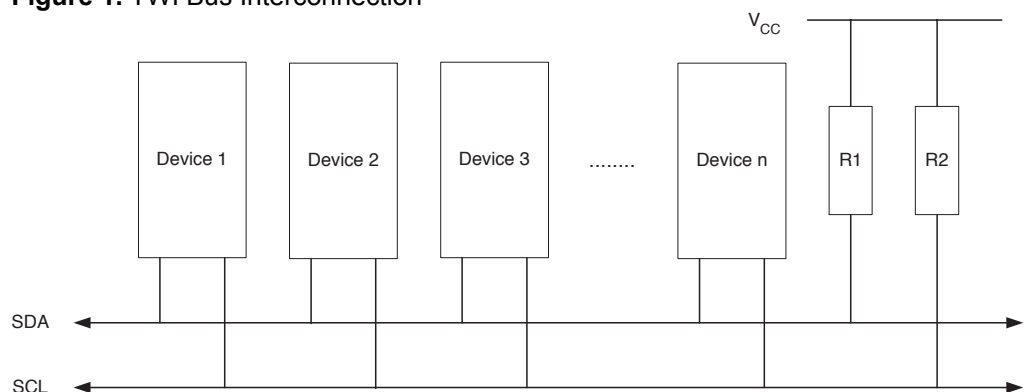 Figure 1. TWI Bus Interconnection
VCC
Device 1
Device 2
Device 3
........
Device n
R1
R2
SDA
SCL